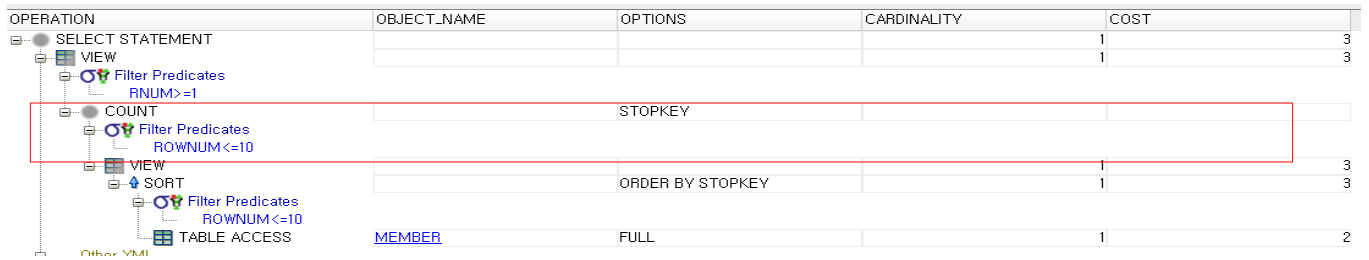 OPERATION OBJECT_NAME OPTIONS CARDINALITY COST
SELECT STATEMENT 1 3
VIEW 1 3
Filter Predicates
RNUM>=1
COUNT STOPKEY
Filter Predicates
ROWNUM<=10
VIEW 1 3
SORT ORDER BY STOPKEY 1 3
Filter Predicates
ROWNUM<=10
TABLE ACCESS MEMBER FULL 1 2
Other XML